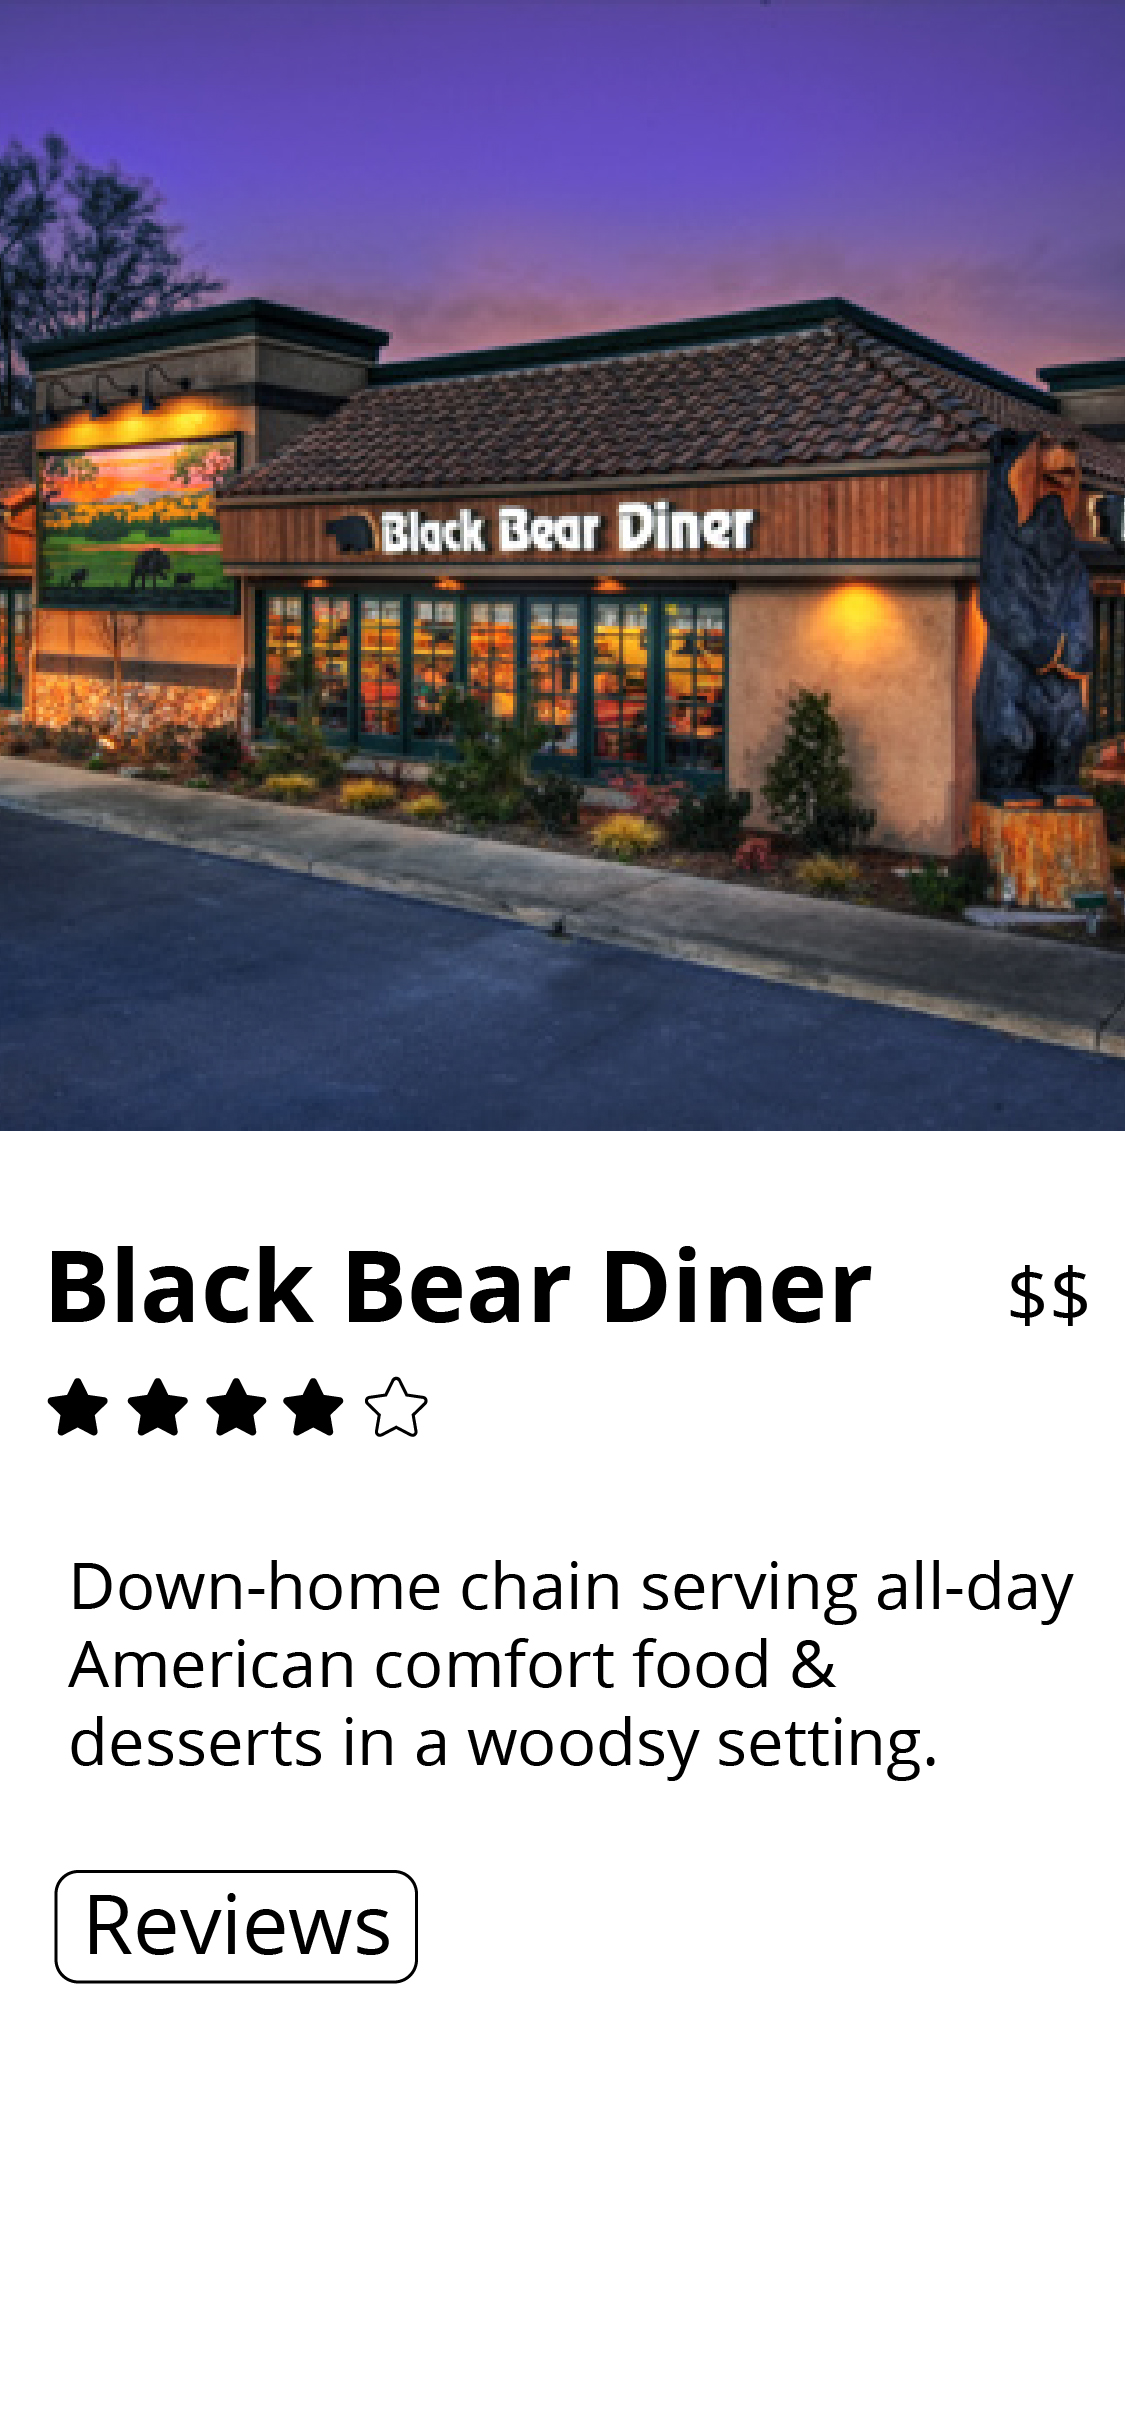 Black Bear Diner
Black Bear Diner $$
Down-home chain serving all-day
American comfort food &
desserts in a woodsy setting.
Reviews